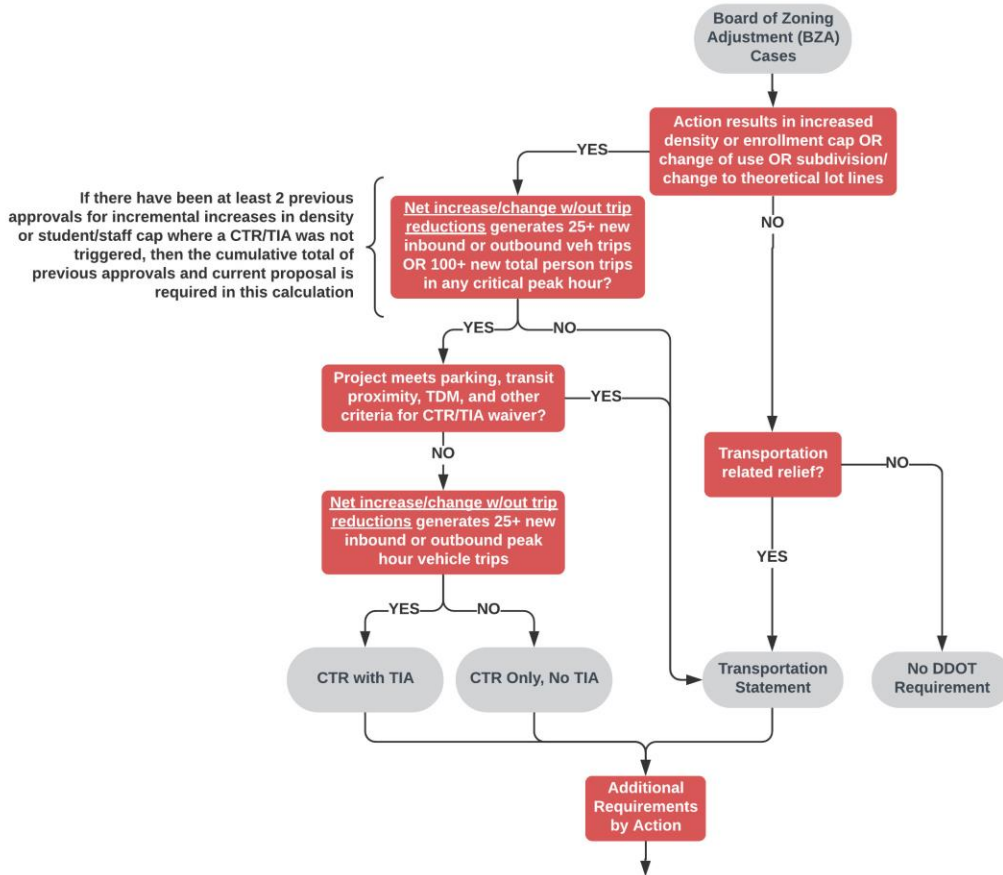 Board of Zoning
Adjustment (BZA)
Cases
Action results in increased
density or enrollment cap OR
change of use OR subdivision/
change to theoretical lot lines
YES
NO
If there have been at least 2 previous
approvals for incremental increases in density
or student/staff cap where a CTR/TIA was not
triggered, then the cumulative total of
previous approvals and current proposal is
required in this calculation
Net increase/change w/out trip
reductions generates 25+ new
inbound or outbound veh trips
OR 100+ new total person trips
in any critical peak hour?
YES
NO
Project meets parking, transit
proximity, TDM, and other
criteria for CTR/TIA waiver?
YES
NO
Transportation
related relief?
NO
YES
Net increase/change w/out trip
reductions generates 25+ new
inbound or outbound peak
hour vehicle trips
YES
NO
CTR with TIA
CTR Only, No TIA
Transportation
Statement
No DDOT
Requirement
Additional
Requirements
by Action